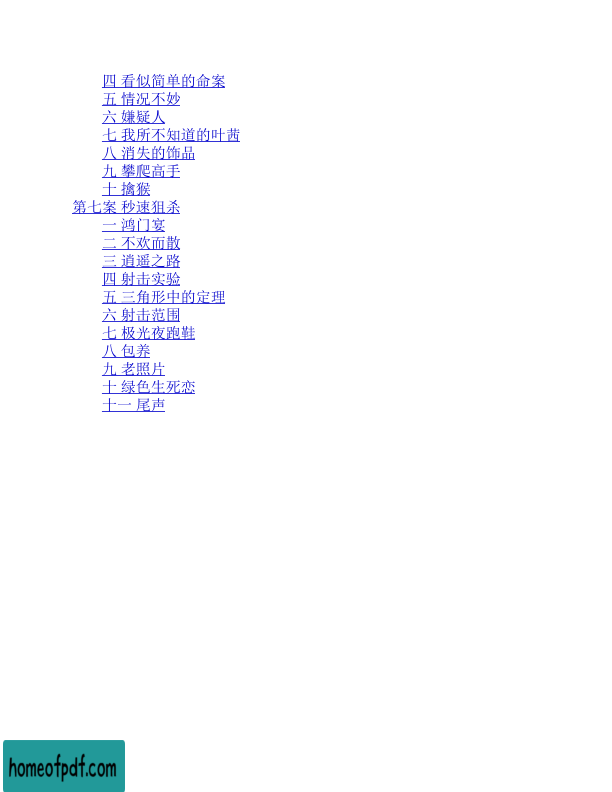 四 看似简单的命案
五 情况不妙
六 嫌疑人
七 我所不知道的叶茜
八 消失的饰品
九 攀爬高手
十 擒猴
第七案 秒速狙杀
一 鸿门宴
二 不欢而散
三 逍遥之路
四 射击实验
五 三角形中的定理
六 射击范围
七 极光夜跑鞋
八 包养
九 老照片
十 绿色生死恋
十一 尾声
homeofpdf.com